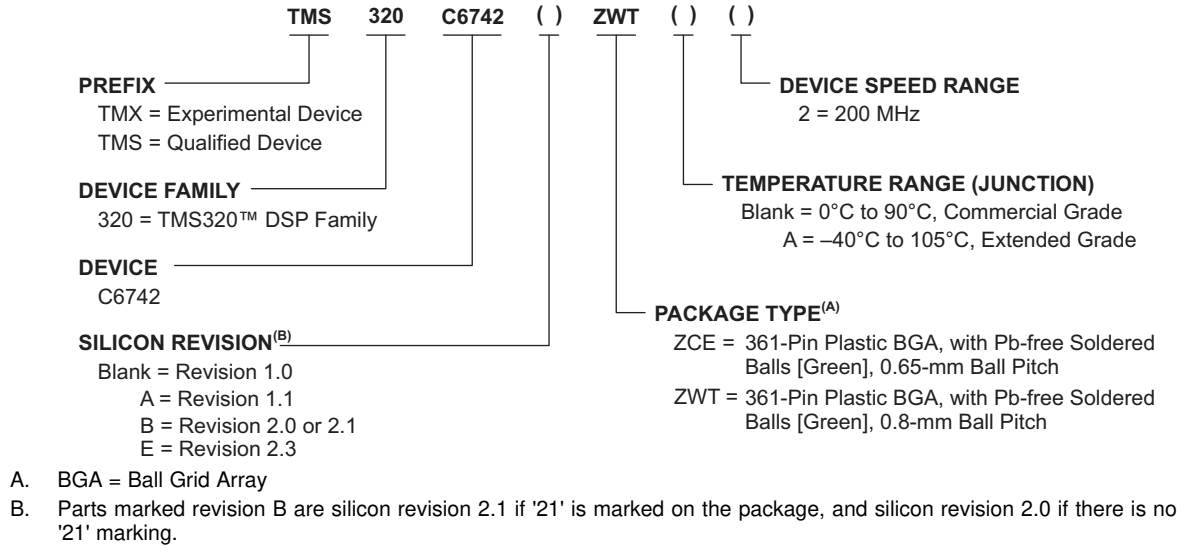 TMS 320 C6742 ( ) ZWT ( ) ( )
PREFIX
TMX = Experimental Device
TMS = Qualified Device
DEVICE FAMILY
320 = TMS320™ DSP Family
DEVICE
C6742
SILICON REVISION(B)
Blank = Revision 1.0
A = Revision 1.1
B = Revision 2.0 or 2.1
E = Revision 2.3
DEVICE SPEED RANGE
2 = 200 MHz
TEMPERATURE RANGE (JUNCTION)
Blank = 0°C to 90°C, Commercial Grade
A = –40°C to 105°C, Extended Grade
PACKAGE TYPE(A)
ZCE = 361-Pin Plastic BGA, with Pb-free Soldered
Balls [Green], 0.65-mm Ball Pitch
ZWT = 361-Pin Plastic BGA, with Pb-free Soldered
Balls [Green], 0.8-mm Ball Pitch
A. BGA = Ball Grid Array
B. Parts marked revision B are silicon revision 2.1 if '21' is marked on the package, and silicon revision 2.0 if there is no
'21' marking.